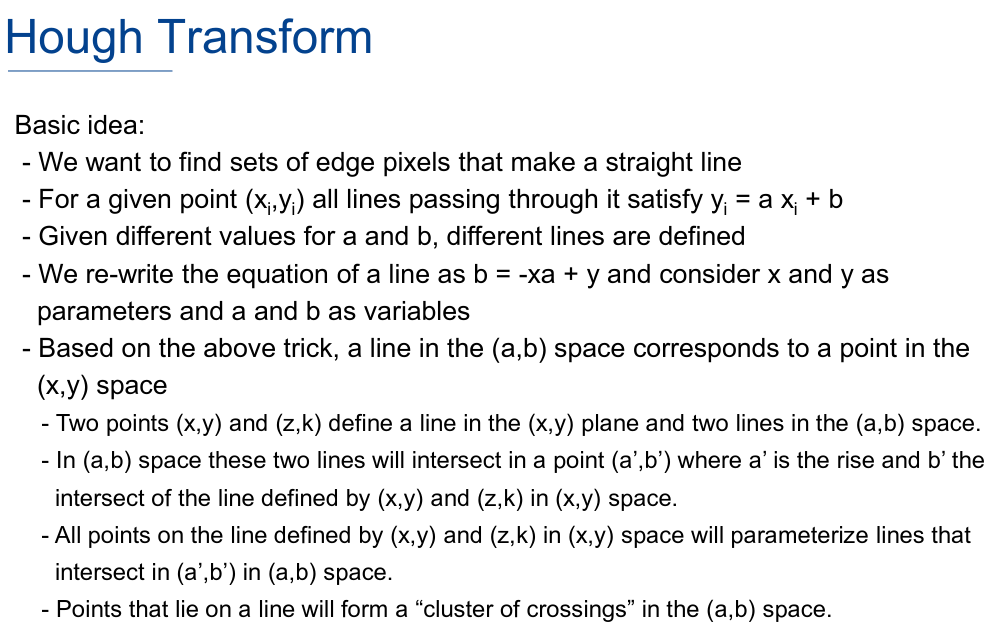 Hough Transform
Basic idea:
- We want to find sets of edge pixels that make a straight line
- For a given point (xᵢ,yᵢ) all lines passing through it satisfy yᵢ = a xᵢ + b
- Given different values for a and b, different lines are defined
- We re-write the equation of a line as b = -xa + y and consider x and y as
parameters and a and b as variables
- Based on the above trick, a line in the (a,b) space corresponds to a point in the
(x,y) space
- Two points (x,y) and (z,k) define a line in the (x,y) plane and two lines in the (a,b) space.
- In (a,b) space these two lines will intersect in a point (a’,b’) where a’ is the rise and b’ the
intersect of the line defined by (x,y) and (z,k) in (x,y) space.
- All points on the line defined by (x,y) and (z,k) in (x,y) space will parameterize lines that
intersect in (a’,b’) in (a,b) space.
- Points that lie on a line will form a “cluster of crossings” in the (a,b) space.